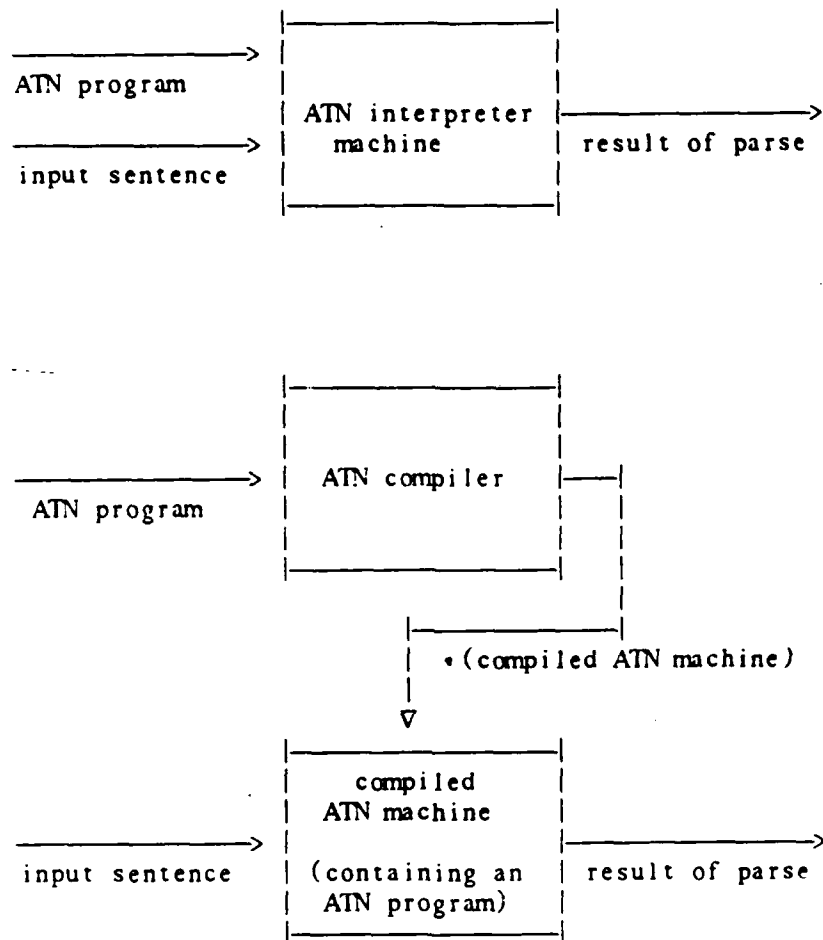 ATN program
ATN interpreter
machine
input sentence
result of parse
ATN compiler
ATN program
(compiled ATN machine)
compiled
ATN machine
input sentence
(containing an
ATN program)
result of parse